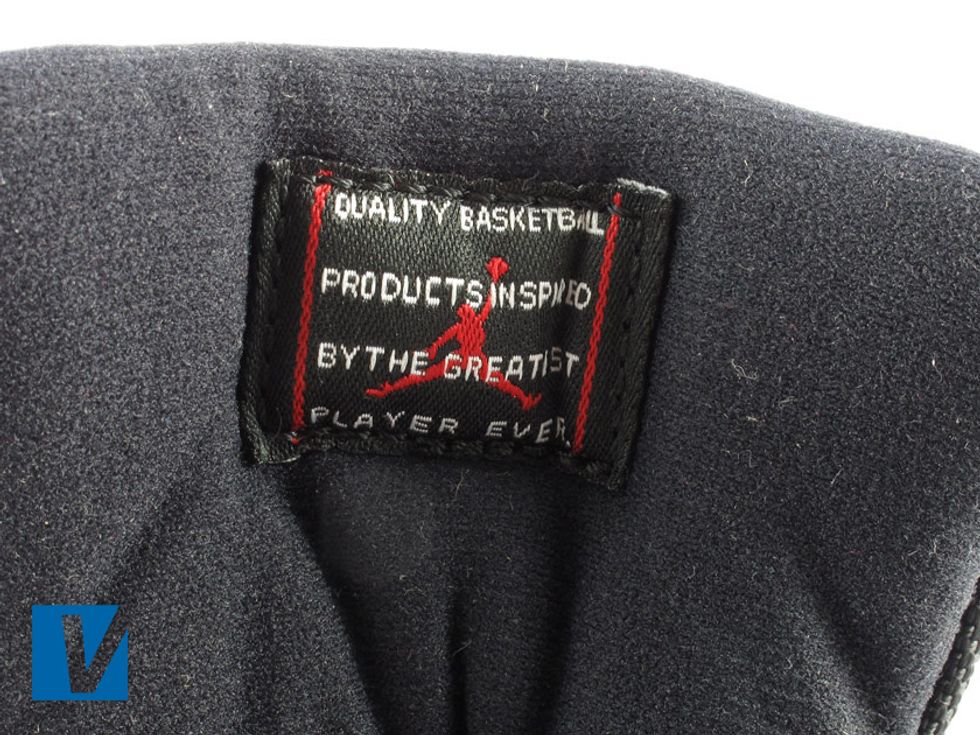 QUALITY BASKETBALL
PRODUCTS INSPIRED
BY THE GREATEST
PLAYER EVER
V